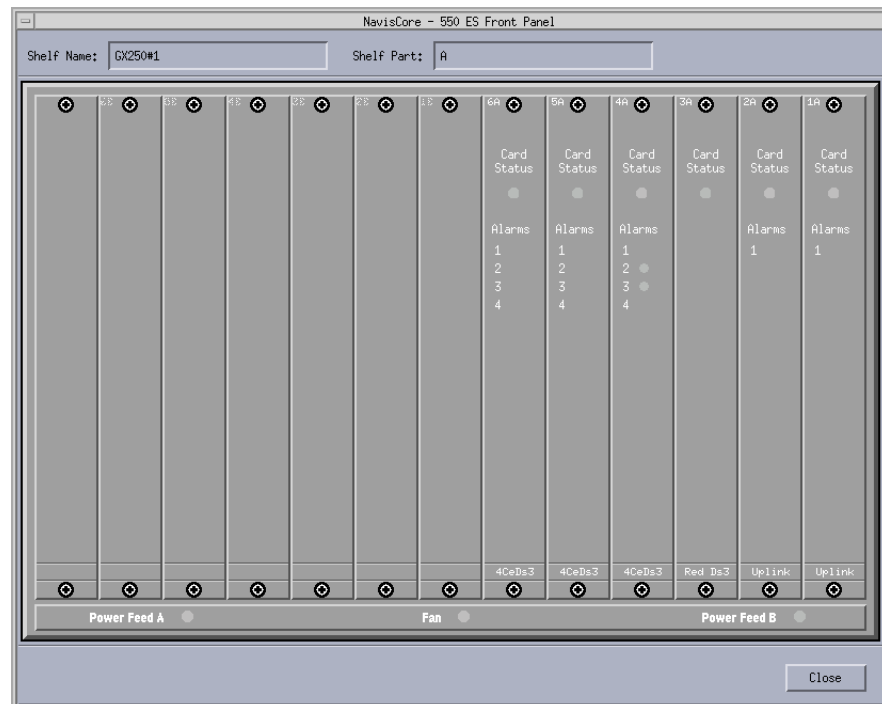 NavisCore - 550 ES Front Panel
Shelf Name: GX250#1 Shelf Part: A
6A 5A 4A 3A 2A 1A
Card Card Card Card Card Card
Status Status Status Status Status Status
Alarms Alarms Alarms Alarms Alarms
1 1 1 1 1
2 2 2
3 3 3
4 4 4
4CeDs3 4CeDs3 4CeDs3 Red Ds3 Uplink Uplink
Power Feed A Fan Power Feed B
Close